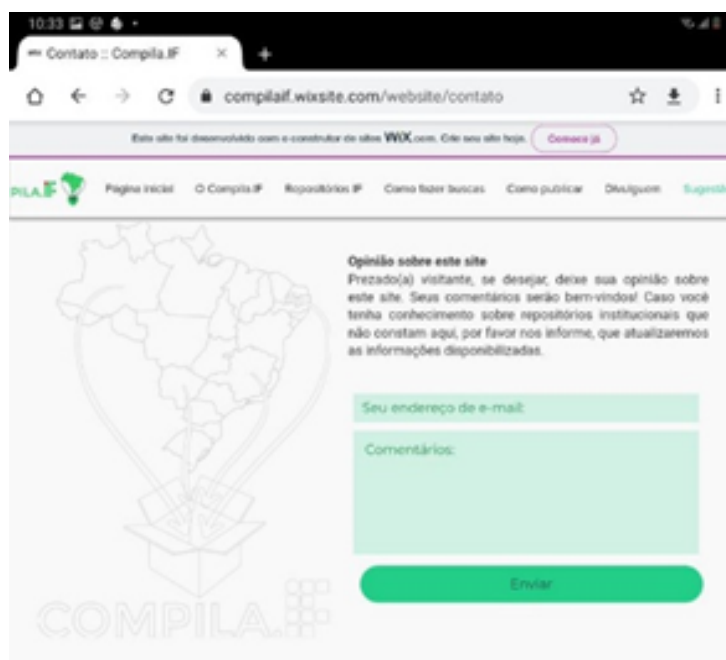 10:33
Contato :: Compila.IF
compilaif.wixsite.com/website/contato
Este site foi desenvolvido com o construtor de sites WIX.com. Crie seu site hoje. Comece já
PILA.IF Página Inicial O Compila.IF Repositórios IF Como fazer buscas Como publicar Divulguem Sugestã
Opinião sobre este site
Prezado(a) visitante, se desejar, deixe sua opinião sobre
este site. Seus comentários serão bem-vindos! Caso você
tenha conhecimento sobre repositórios institucionais que
não constam aqui, por favor nos informe, que atualizaremos
as informações disponibilizadas.
Seu endereço de e-mail:
Comentários:
Enviar
COMPILA.IF